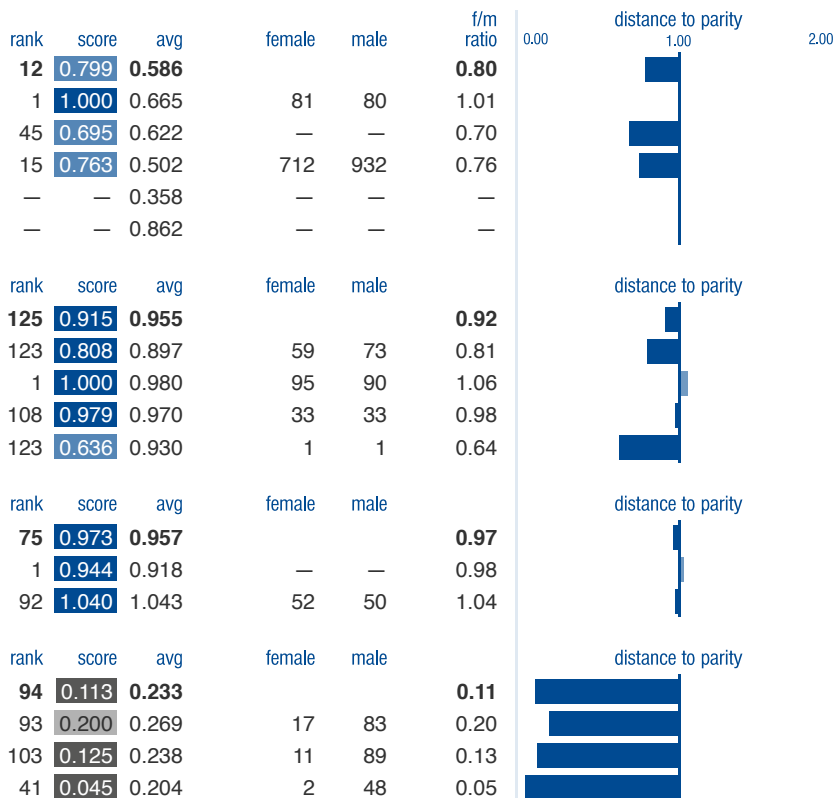 f/m distance to parity
rank score avg female male ratio 0.00 1.00 2.00
12 0.799 0.586 0.80
1 1.000 0.665 81 80 1.01
45 0.695 0.622 — — 0.70
15 0.763 0.502 712 932 0.76
— — 0.358 — — —
— — 0.862 — — —
rank score avg female male distance to parity
125 0.915 0.955 0.92
123 0.808 0.897 59 73 0.81
1 1.000 0.980 95 90 1.06
108 0.979 0.970 33 33 0.98
123 0.636 0.930 1 1 0.64
rank score avg female male distance to parity
75 0.973 0.957 0.97
1 0.944 0.918 — — 0.98
92 1.040 1.043 52 50 1.04
rank score avg female male distance to parity
94 0.113 0.233 0.11
93 0.200 0.269 17 83 0.20
103 0.125 0.238 11 89 0.13
41 0.045 0.204 2 48 0.05